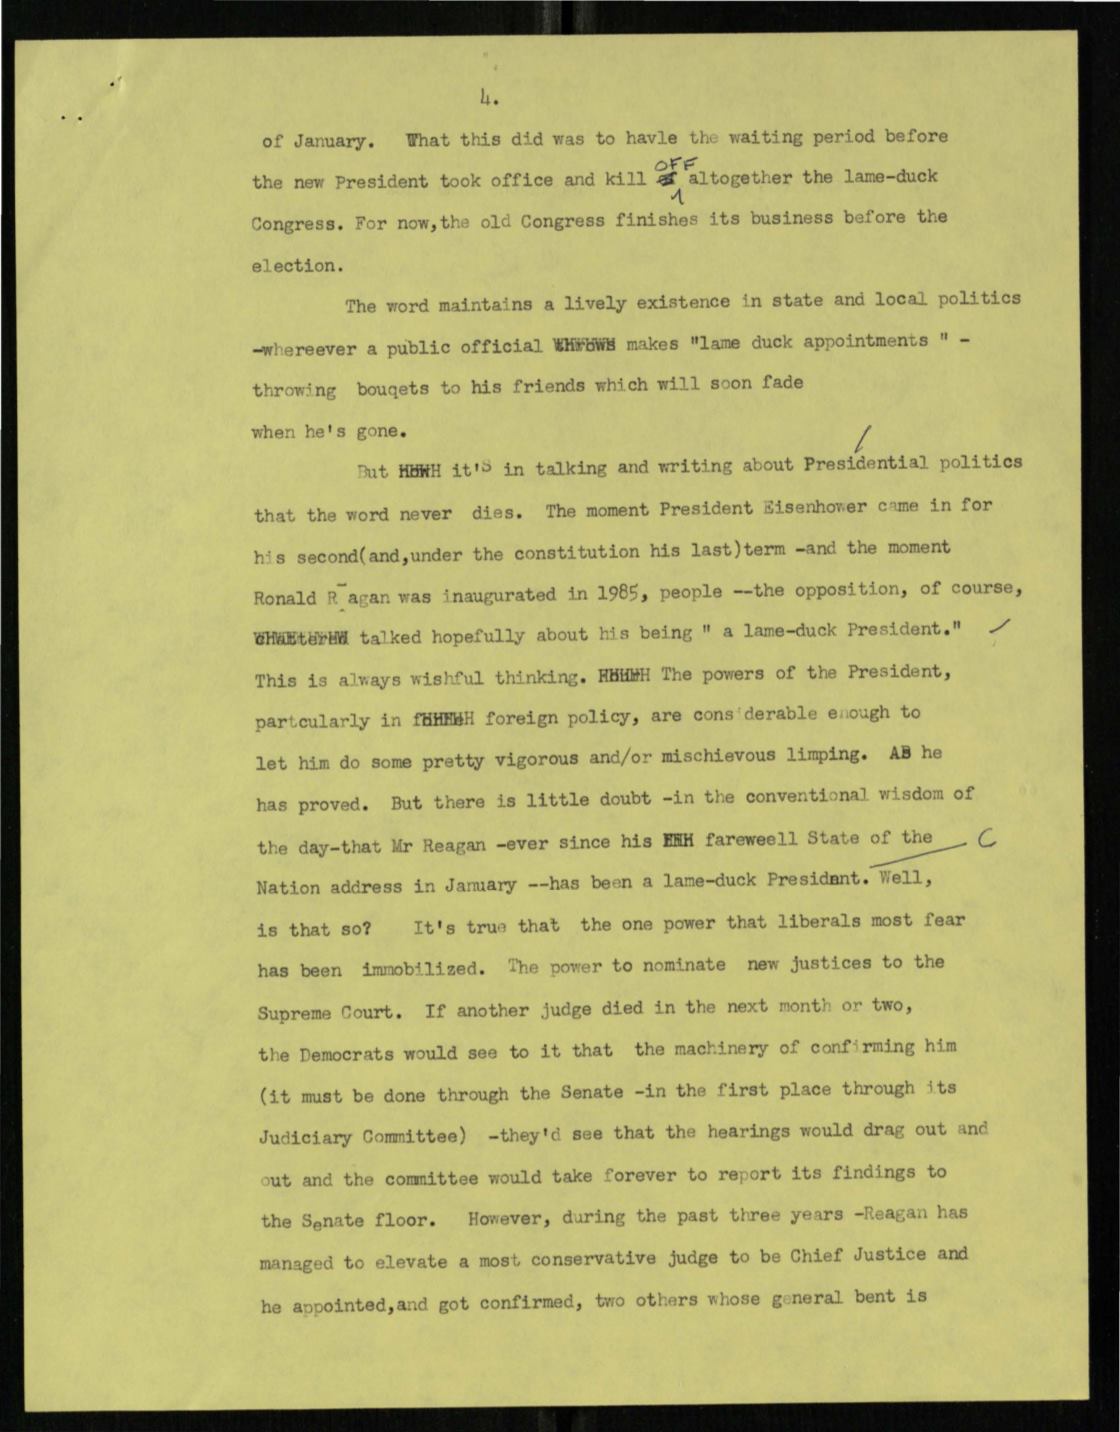 4.
of January. What this did was to havle the waiting period before
the new President took office and kill OFF altogether the lame-duck
Congress. For now,the old Congress finishes its business before the
election.
The word maintains a lively existence in state and local politics
-whereever a public official makes "lame duck appointments " -
throwing bouqets to his friends which will soon fade
when he's gone.
But it's in talking and writing about Presidential politics
that the word never dies. The moment President Eisenhower came in for
his second(and,under the constitution his last)term -and the moment
Ronald R agan was inaugurated in 1985, people --the opposition, of course,
talked hopefully about his being " a lame-duck President."
This is always wishful thinking. The powers of the President,
partcularly in foreign policy, are considerable enough to
let him do some pretty vigorous and/or mischievous limping. AB he
has proved. But there is little doubt -in the conventional wisdom of
the day-that Mr Reagan -ever since his fareweell State of the C
Nation address in January --has been a lame-duck Presidant. Well,
is that so? It's true that the one power that liberals most fear
has been immobilized. The power to nominate new justices to the
Supreme Court. If another judge died in the next month or two,
the Democrats would see to it that the machinery of confirming him
(it must be done through the Senate -in the first place through its
Judiciary Committee) -they'd see that the hearings would drag out and
out and the committee would take forever to report its findings to
the Senate floor. However, during the past three years -Reagan has
managed to elevate a most conservative judge to be Chief Justice and
he appointed,and got confirmed, two others whose general bent is